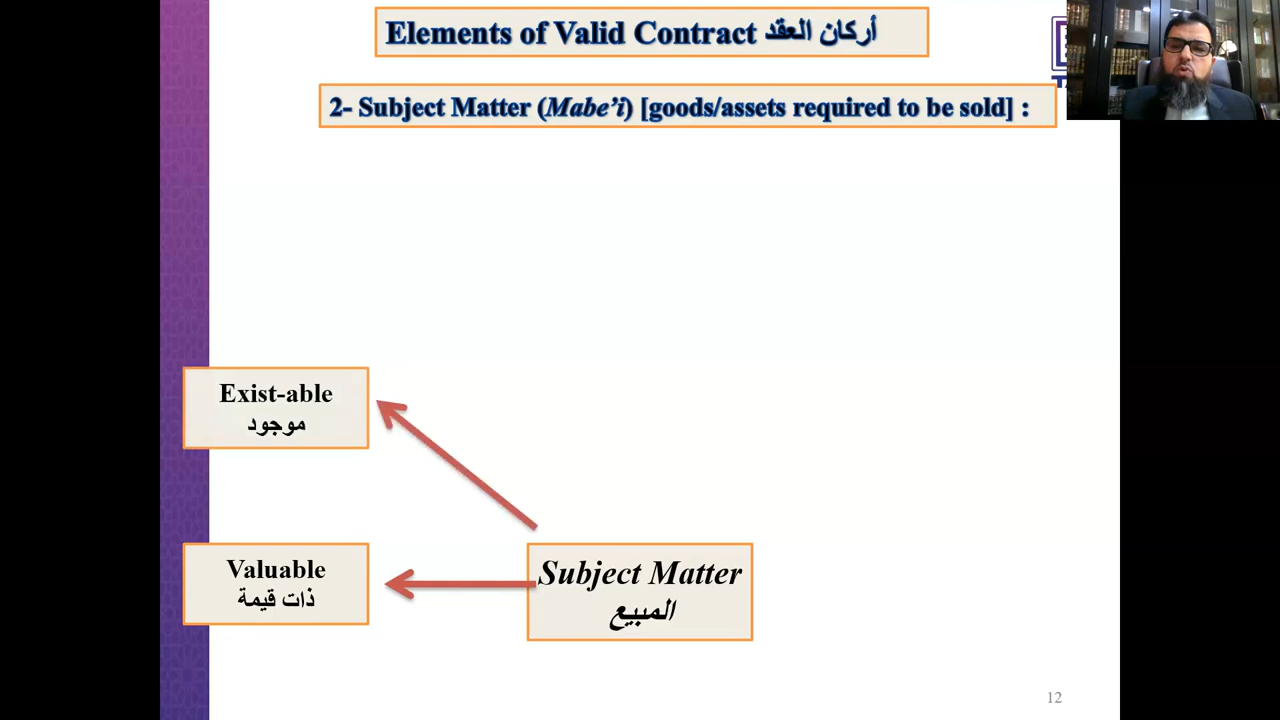 Elements of Valid Contract أركان العقد
2- Subject Matter (Mabe’i) [goods/assets required to be sold] :
Exist-able
موجود
Valuable
ذات قيمة
Subject Matter
المبيع
12